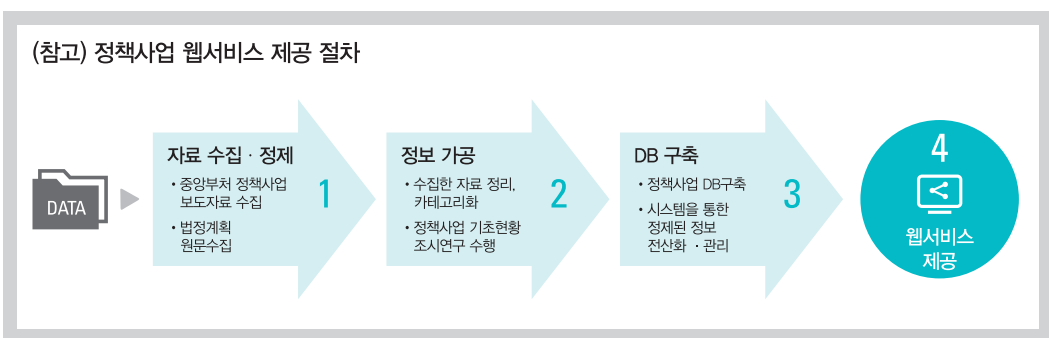 (참고) 정책사업 웹서비스 제공 절차
DATA
자료 수집 · 정제
• 중앙부처 정책사업
보도자료 수집
• 법정계획
원문수집
1
정보 가공
• 수집한 자료 정리,
카테고리화
• 정책사업 기초현황
조시연구 수행
2
DB 구축
• 정책사업 DB구축
• 시스템을 통한
정제된 정보
전산화 · 관리
3
4
웹서비스
제공